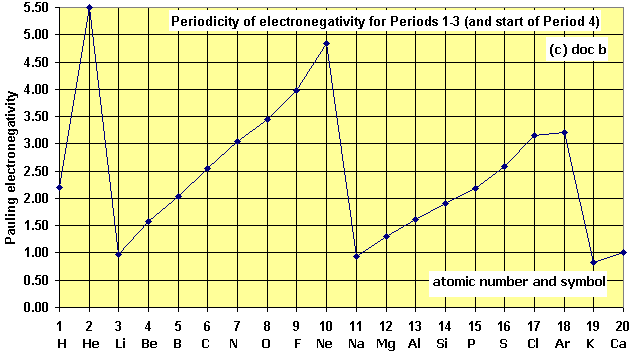 Periodicity of electronegativity for Periods 1-3 (and start of Period 4)
(c) doc b
Pauling electronegativity
5.50
5.00
4.50
4.00
3.50
3.00
2.50
2.00
1.50
1.00
0.50
0.00
atomic number and symbol
1 2 3 4 5 6 7 8 9 10 11 12 13 14 15 16 17 18 19 20
H He Li Be B C N O F Ne Na Mg Al Si P S Cl Ar K Ca